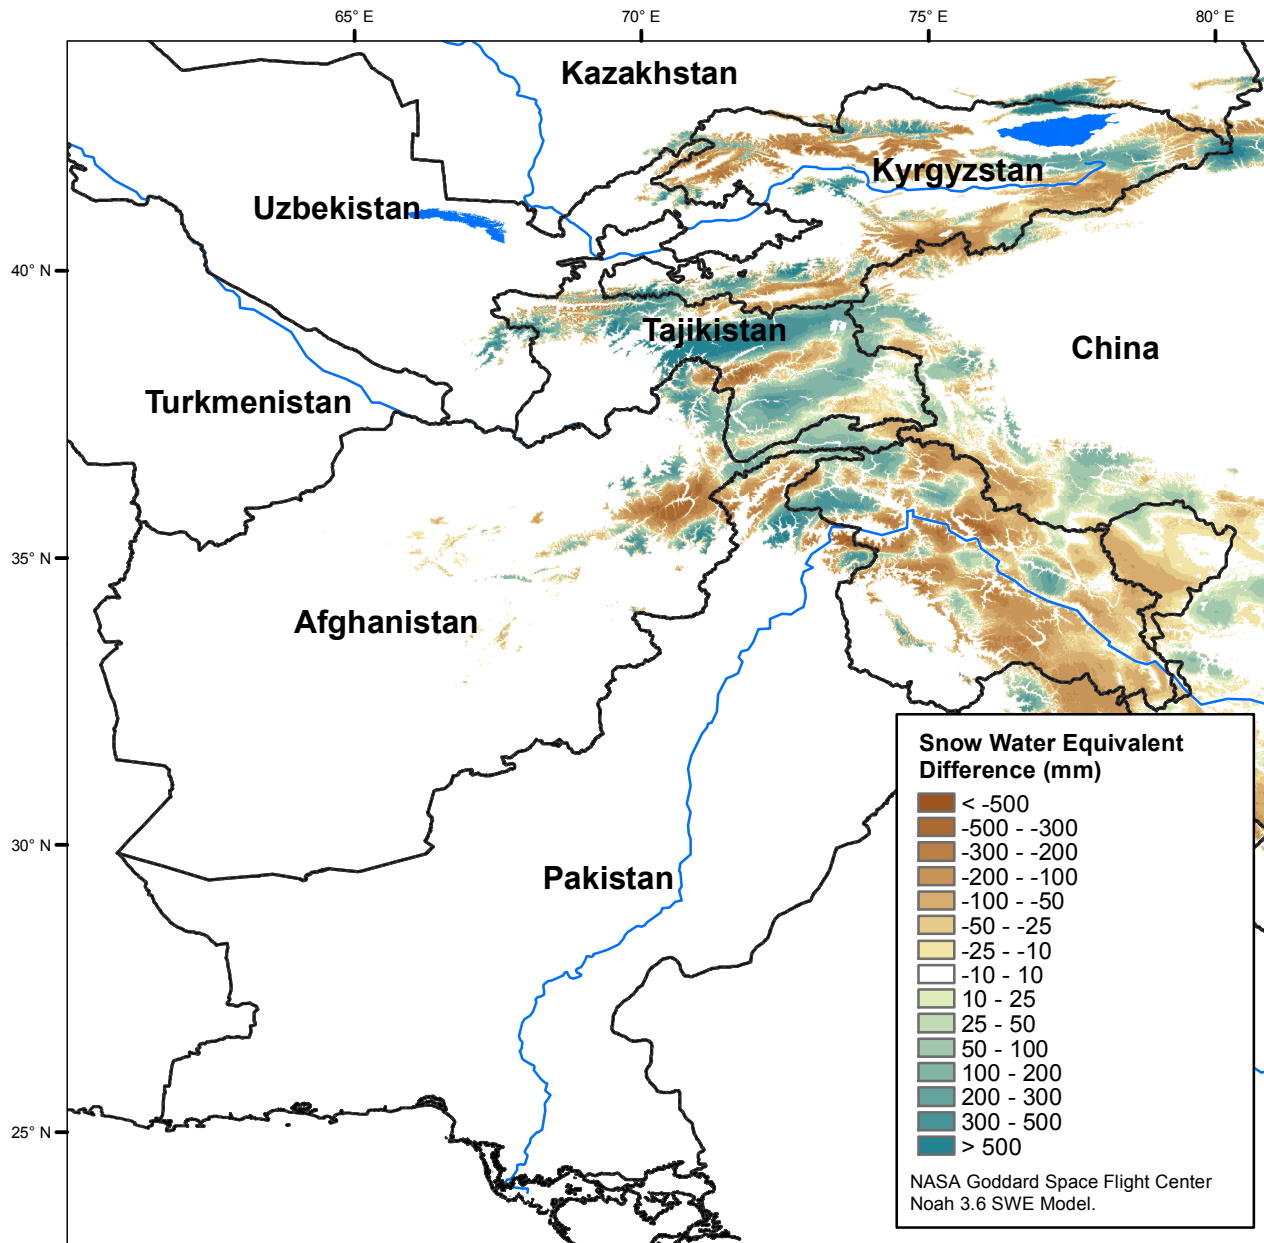 65° E
70° E
75° E
80° E
Kazakhstan
Kyrgyzstan
Uzbekistan
40° N
Tajikistan
China
Turkmenistan
35° N
Afghanistan
Snow Water Equivalent
Difference (mm)
< -500
-500 - -300
-300 - -200
-200 - -100
-100 - -50
-50 - -25
-25 - -10
-10 - 10
10 - 25
25 - 50
50 - 100
100 - 200
200 - 300
300 - 500
> 500
NASA Goddard Space Flight Center
Noah 3.6 SWE Model.
30° N
Pakistan
25° N